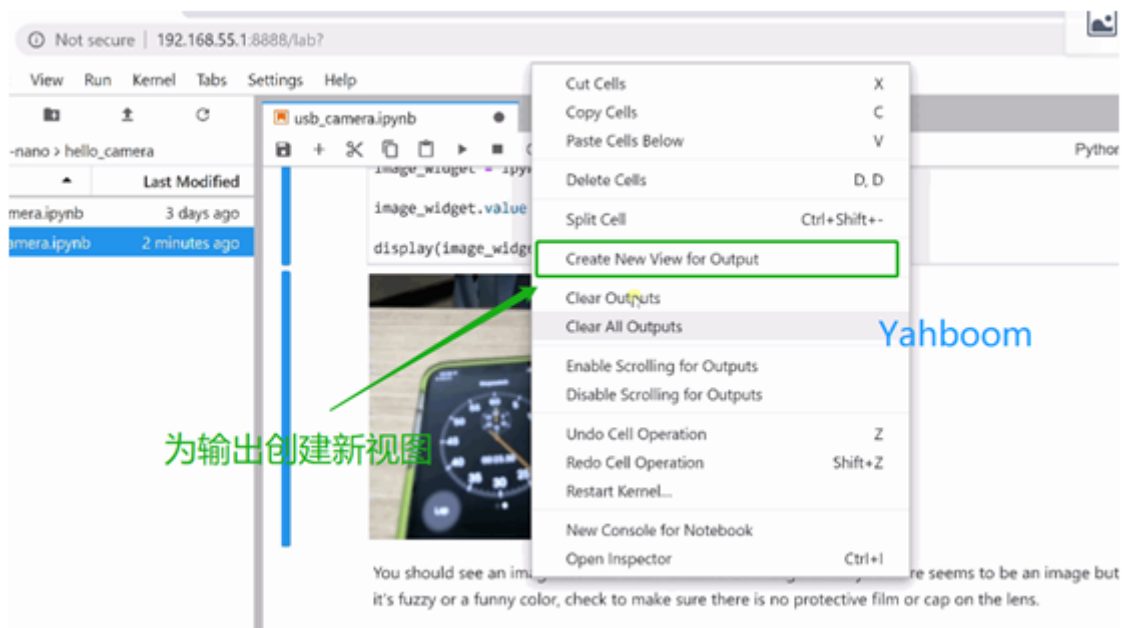 Not secure | 192.168.55.1:8888/lab?
View Run Kernel Tabs Settings Help
usb_camera.ipynb
-nano > hello_camera
Python
Last Modified
mera.ipynb 3 days ago
amera.ipynb 2 minutes ago
image_widget = ipy
image_widget.value
display(image_widge
Cut Cells X
Copy Cells C
Paste Cells Below V
Delete Cells D, D
Split Cell Ctrl+Shift+-
Create New View for Output
Clear Outputs
Clear All Outputs
Enable Scrolling for Outputs
Disable Scrolling for Outputs
Undo Cell Operation Z
Redo Cell Operation Shift+Z
Restart Kernel...
New Console for Notebook
Open Inspector Ctrl+I
Yahboom
为输出创建新视图
You should see an im
re seems to be an image but
it's fuzzy or a funny color, check to make sure there is no protective film or cap on the lens.